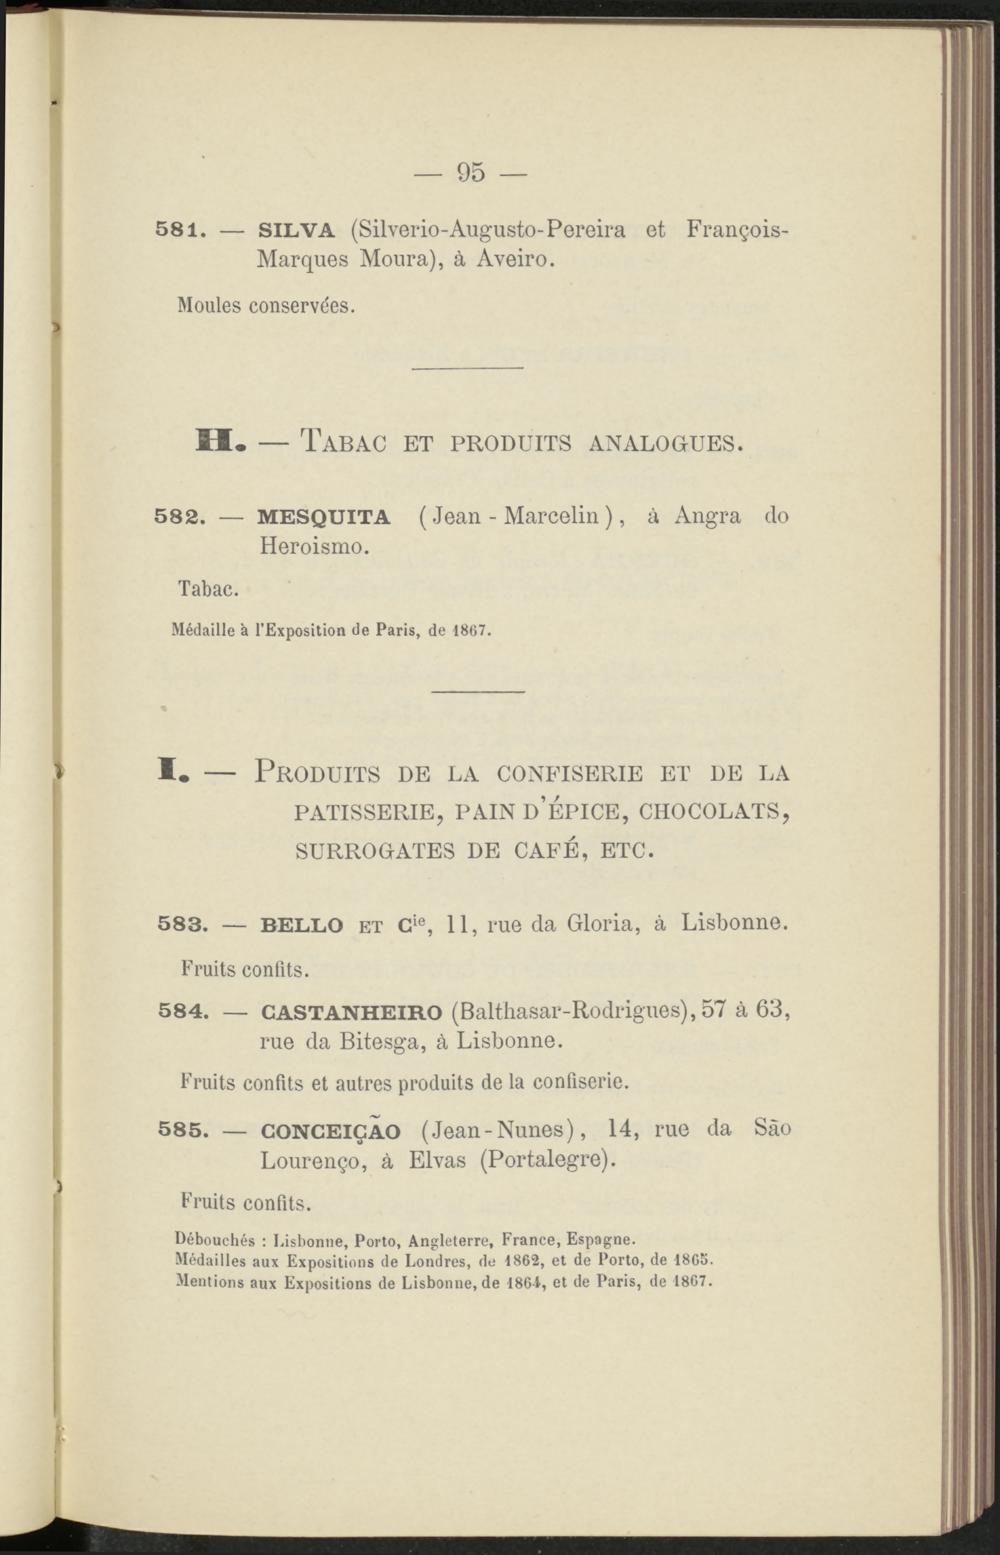 — 95 —
581. — SILVA (Silverio-Augusto-Pereira et François-
Marques Moura), à Aveiro.
Moules conservées.
H. — TABAC ET PRODUITS ANALOGUES.
582. — MESQUITA (Jean-Marcelin), à Angra do
Heroismo.
Tabac.
Médaille à l'Exposition de Paris, de 1867.
I. — PRODUITS DE LA CONFISERIE ET DE LA
PATISSERIE, PAIN D'ÉPICE, CHOCOLATS,
SURROGATES DE CAFÉ, ETC.
583. — BELLO ET Cie, 11, rue da Gloria, à Lisbonne.
Fruits confits.
584. — CASTANHEIRO (Balthasar-Rodrigues), 57 à 63,
rue da Bitesga, à Lisbonne.
Fruits confits et autres produits de la confiserie.
585. — CONCEIÇÃO (Jean-Nunes), 14, rue da São
Lourenço, à Elvas (Portalegre).
Fruits confits.
Débouchés : Lisbonne, Porto, Angleterre, France, Espagne.
Médailles aux Expositions de Londres, de 1862, et de Porto, de 1865.
Mentions aux Expositions de Lisbonne, de 1864, et de Paris, de 1867.